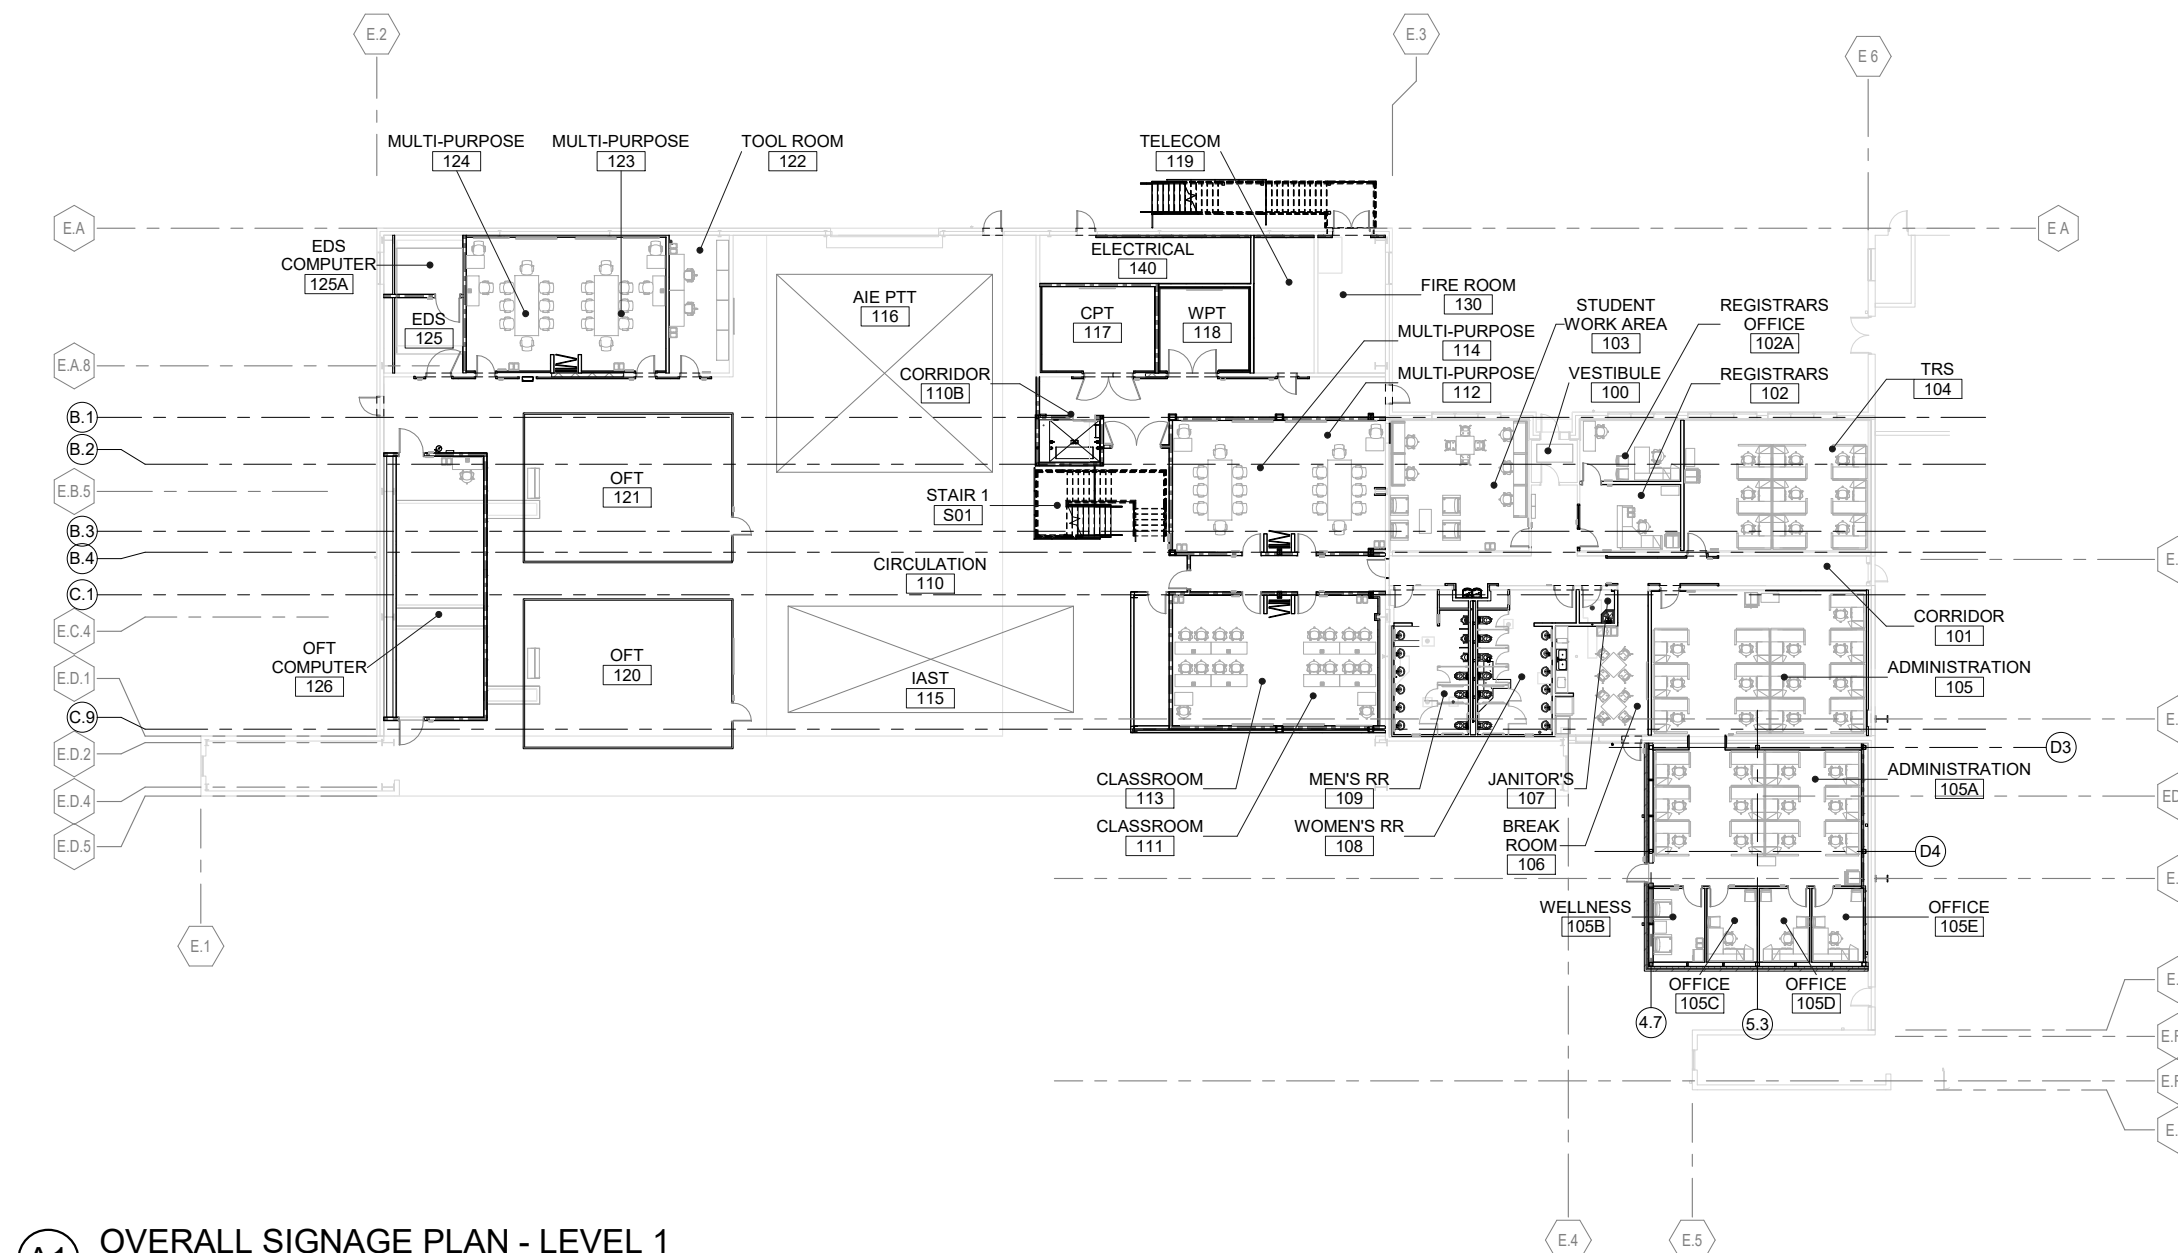 E.2
E.3
E 6
MULTI-PURPOSE
124
MULTI-PURPOSE
123
TOOL ROOM
122
TELECOM
119
E.A
E A
EDS
COMPUTER
125A
ELECTRICAL
140
EDS
125
AIE PTT
116
CPT
117
WPT
118
FIRE ROOM
130
STUDENT
WORK AREA
103
REGISTRARS
OFFICE
102A
MULTI-PURPOSE
114
E.A.8
CORRIDOR
110B
MULTI-PURPOSE
112
VESTIBULE
100
REGISTRARS
102
TRS
104
B.1
B.2
E.B.5
OFT
121
STAIR 1
S01
B.3
B.4
CIRCULATION
110
C.1
E.C.4
CORRIDOR
101
OFT
COMPUTER
126
OFT
120
IAST
115
ADMINISTRATION
105
E.D.1
C.9
E.D.2
D3
CLASSROOM
113
MEN'S RR
109
JANITOR'S
107
ADMINISTRATION
105A
E.D.4
CLASSROOM
111
WOMEN'S RR
108
BREAK
ROOM
106
E.D.5
D4
WELLNESS
105B
OFFICE
105E
E.1
OFFICE
105C
OFFICE
105D
4.7
5.3
E.4
E.5
A1
OVERALL SIGNAGE PLAN - LEVEL 1